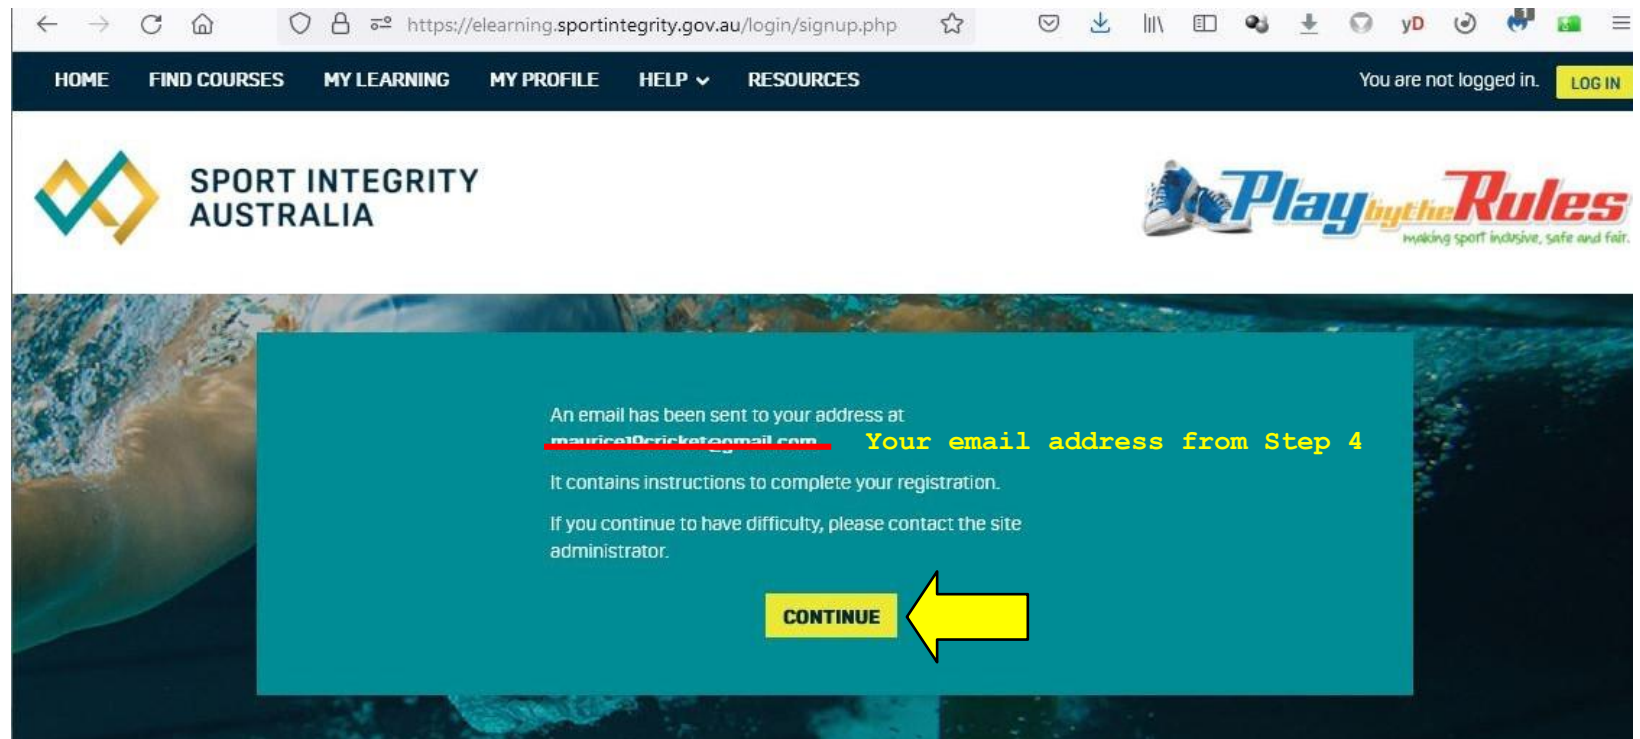 https://elearning.sportintegrity.gov.au/login/signup.php
yD
HOME FIND COURSES MY LEARNING MY PROFILE HELP RESOURCES You are not logged in. LOG IN
SPORT INTEGRITY
AUSTRALIA
Play by the Rules
making sport inclusive, safe and fair.
An email has been sent to your address at
Your email address from Step 4
It contains instructions to complete your registration.
If you continue to have difficulty, please contact the site
administrator.
CONTINUE